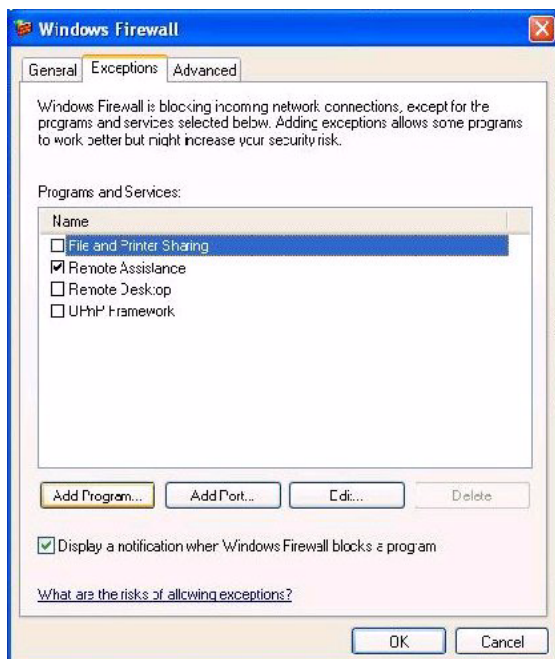 Windows Firewall
General Exceptions Advanced
Windows Firewall is blocking incoming network connections, except for the
programs and services selected below. Adding exceptions allows some programs
to work better but might increase your security risk.
Programs and Services:
Name
File and Printer Sharing
Remote Assistance
Remote Desktop
UPnP Framework
Add Program... Add Port... Edit... Delete
Display a notification when Windows Firewall blocks a program
What are the risks of allowing exceptions?
OK Cancel